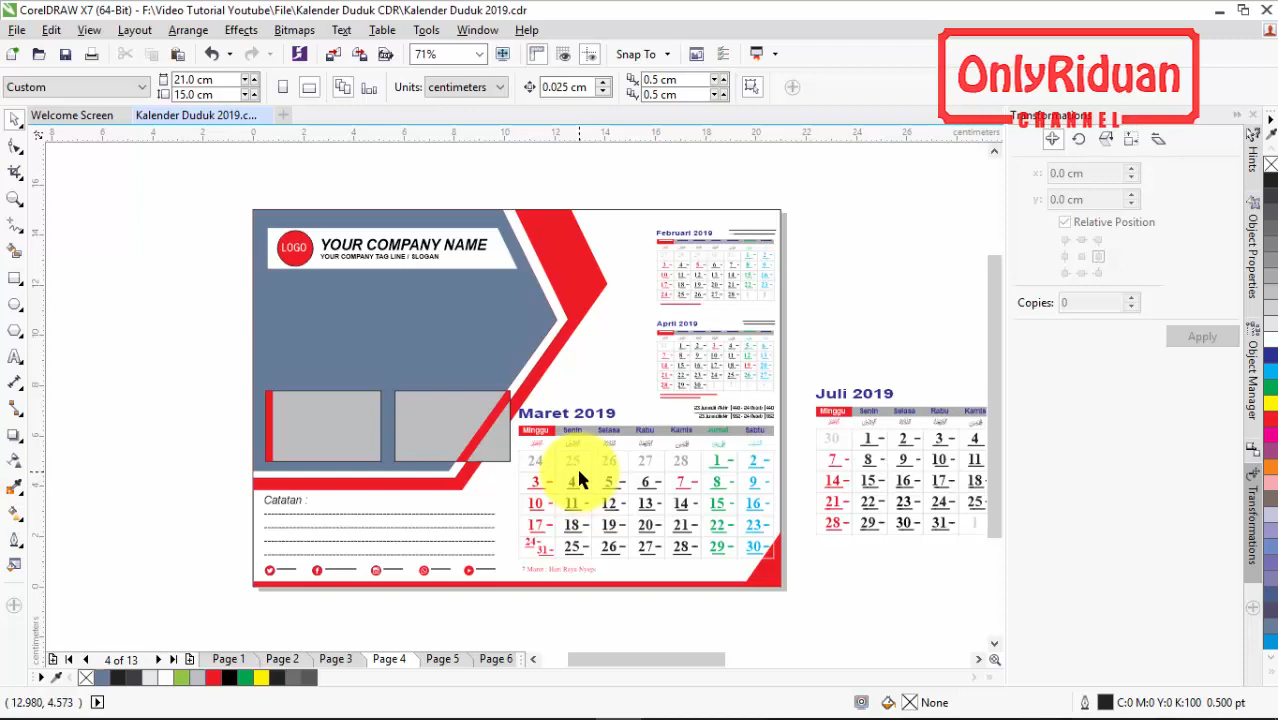 CorelDRAW X7 (64-Bit) - F:\Video Tutorial Youtube\File\Kalender Duduk CDR\Kalender Duduk 2019.cdr
File Edit View Layout Arrange Effects Bitmaps Text Table Tools Window Help
71% Snap To
OnlyRiduan
CHANNEL
Custom 21.0 cm 15.0 cm Units: centimeters 0.025 cm 0.5 cm 0.5 cm
Welcome Screen Kalender Duduk 2019.c...
Transformations
centimeters
x: 0.0 cm
y: 0.0 cm
Relative Position
Copies: 0
Apply
Hints
Object Properties
Object Manager
Transformations
LOGO
YOUR COMPANY NAME
YOUR COMPANY TAG LINE / SLOGAN
Februari 2019
April 2019
Maret 2019
Minggu Senin Selasa Rabu Kamis Jumat Sabtu
24 25 26 27 28 1 2
3 4 5 6 7 8 9
10 11 12 13 14 15 16
17 18 19 20 21 22 23
24 31 25 26 27 28 29 30
7 Maret : Hari Raya Nyepi
Catatan :
Juli 2019
Minggu Senin Selasa Rabu Kamis
30 1 2 3 4
7 8 9 10 11
14 15 16 17 18
21 22 23 24 25
28 29 30 31 1
centimeters
4 of 13 Page 1 Page 2 Page 3 Page 4 Page 5 Page 6
(12.980, 4.573) None C:0 M:0 Y:0 K:100 0.500 pt